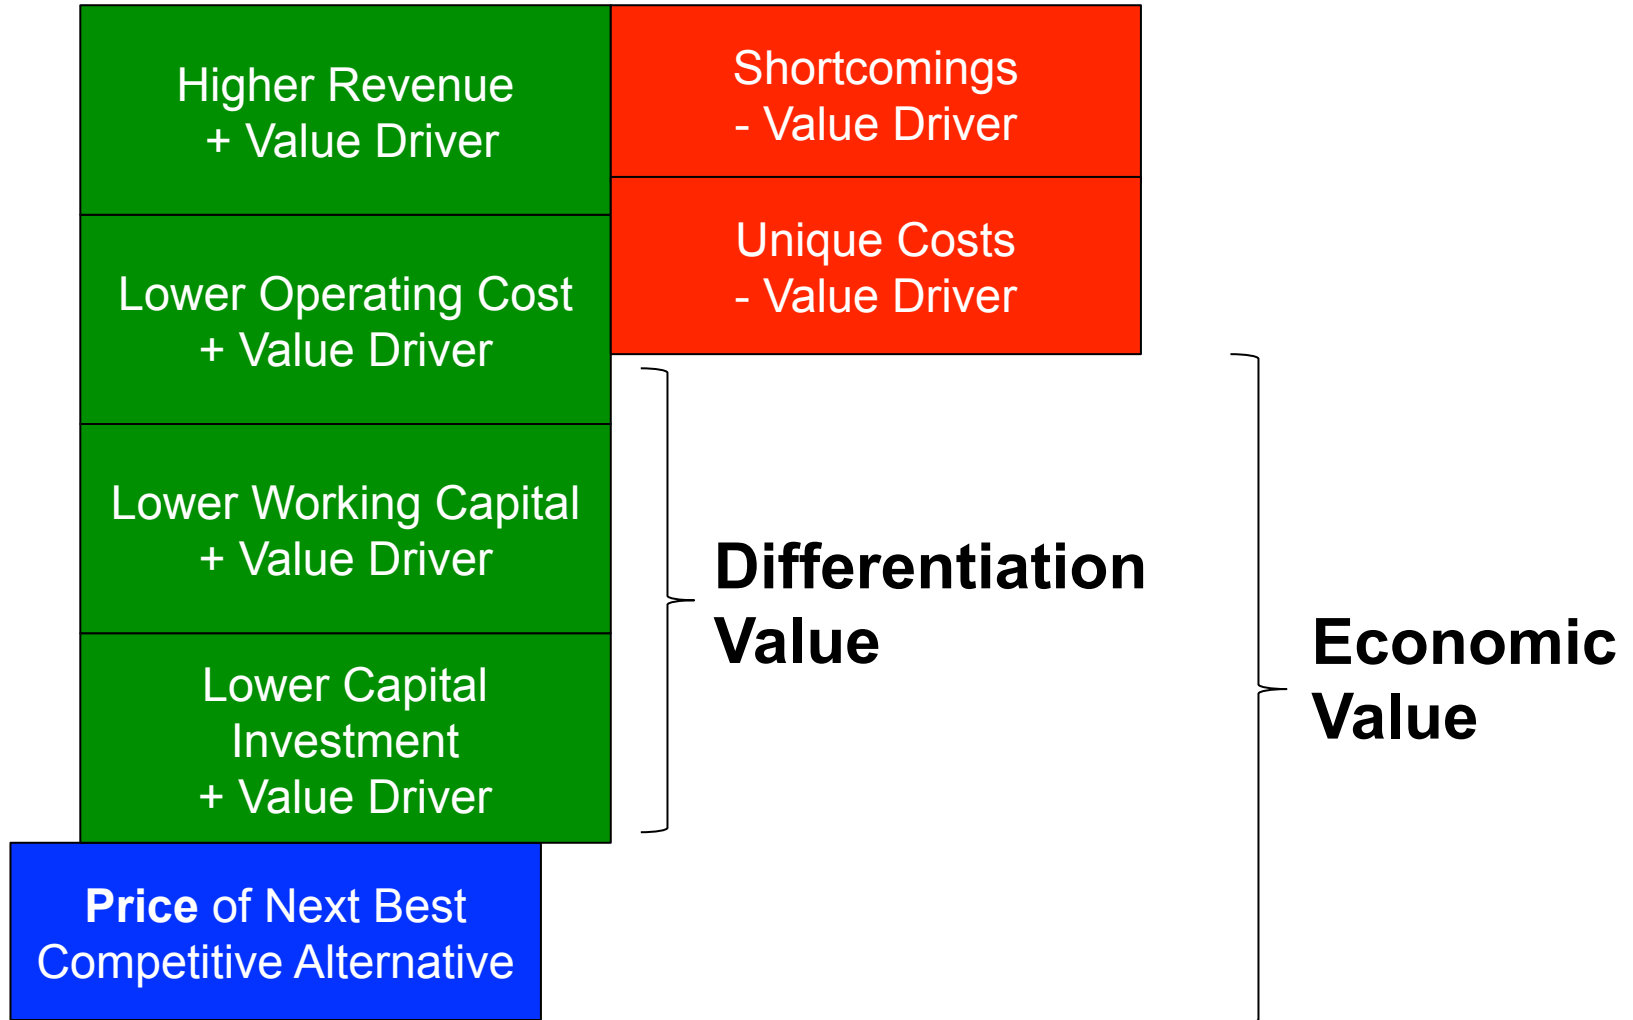 Higher Revenue
+ Value Driver
Shortcomings
- Value Driver
Unique Costs
- Value Driver
Lower Operating Cost
+ Value Driver
Lower Working Capital
+ Value Driver
Differentiation
Value
Economic
Value
Lower Capital
Investment
+ Value Driver
Price of Next Best
Competitive Alternative